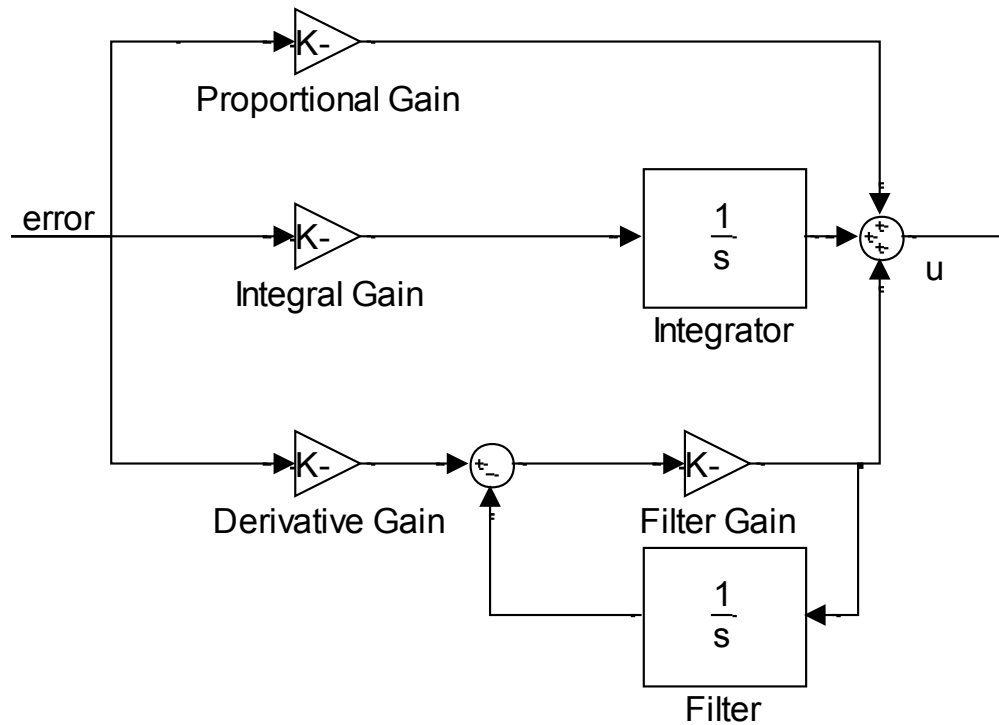 -K-
Proportional Gain
error
-K-
Integral Gain
1
s
Integrator
+
+
+
u
-K-
Derivative Gain
+
-
-K-
Filter Gain
1
s
Filter